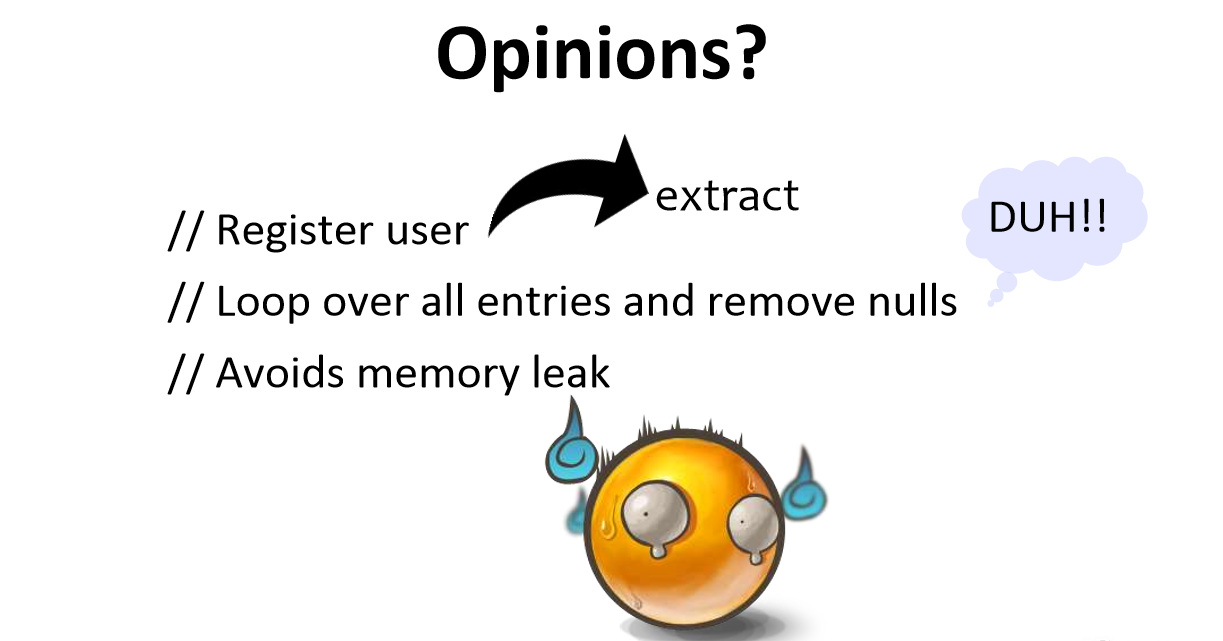 Opinions?
// Register user
extract
DUH!!
// Loop over all entries and remove nulls
// Avoids memory leak